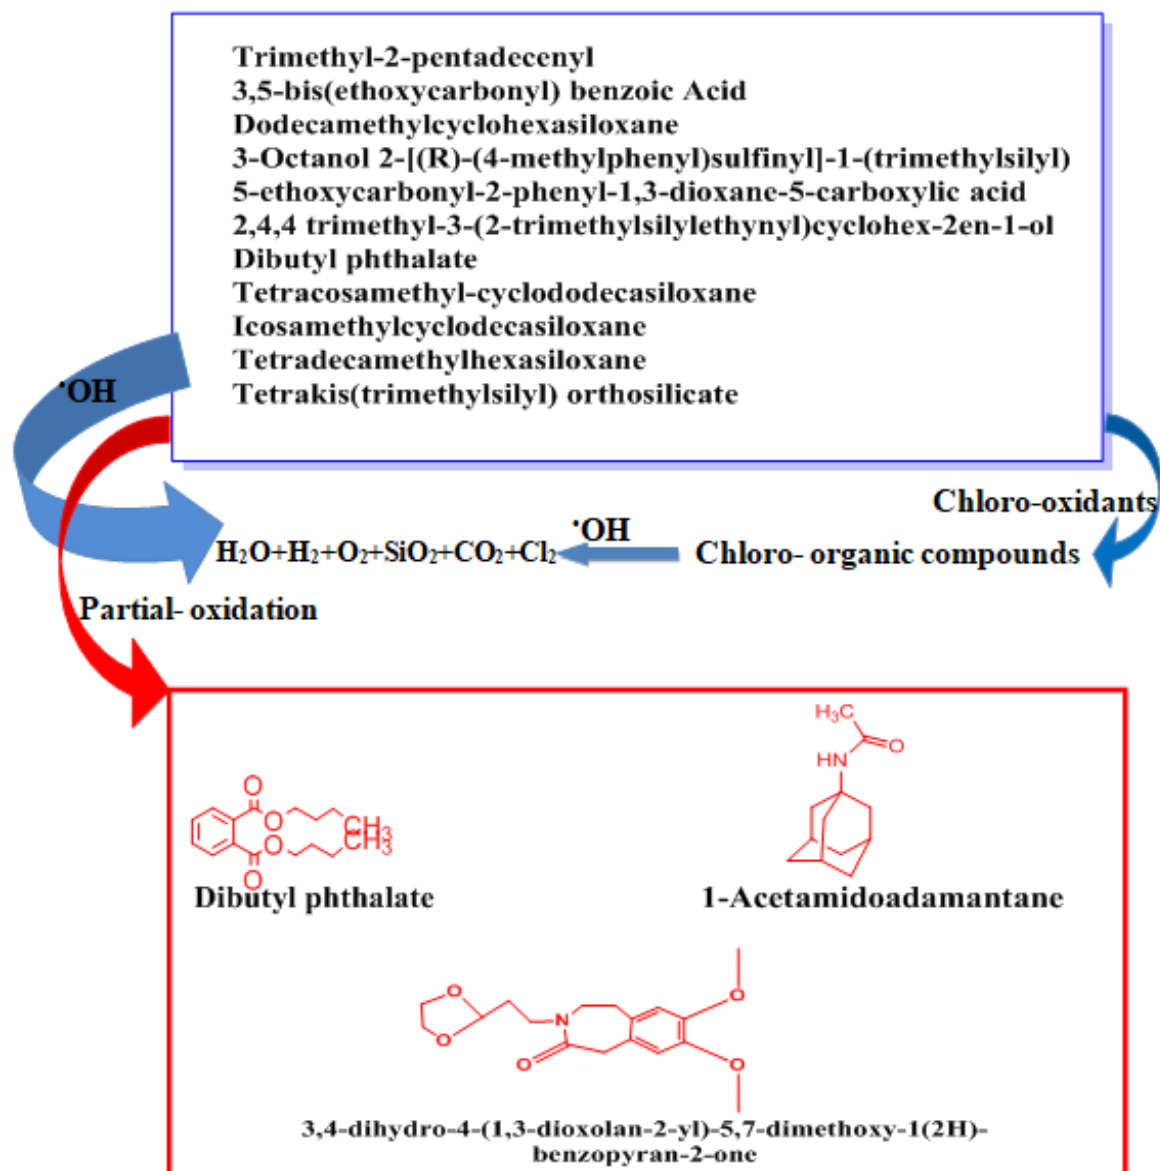 Trimethyl-2-pentadecenyl
3,5-bis(ethoxycarbonyl) benzoic Acid
Dodecamethylcyclohexasiloxane
3-Octanol 2-[(R)-(4-methylphenyl)sulfinyl]-1-(trimethylsilyl)
5-ethoxycarbonyl-2-phenyl-1,3-dioxane-5-carboxylic acid
2,4,4 trimethyl-3-(2-trimethylsilylethynyl)cyclohex-2en-1-ol
Dibutyl phthalate
Tetracosamethyl-cyclododecasiloxane
Icosamethylcyclodecasiloxane
Tetradecamethylhexasiloxane
Tetrakis(trimethylsilyl) orthosilicate
•OH
Chloro-oxidants
•OH
H₂O+H₂+O₂+SiO₂+CO₂+Cl₂
Chloro- organic compounds
Partial- oxidation
H₃C
O
HN
O
O
CH3
CH3
O
O
Dibutyl phthalate
1-Acetamidoadamantane
O
O
N
O
O
O
3,4-dihydro-4-(1,3-dioxolan-2-yl)-5,7-dimethoxy-1(2H)-
benzopyran-2-one